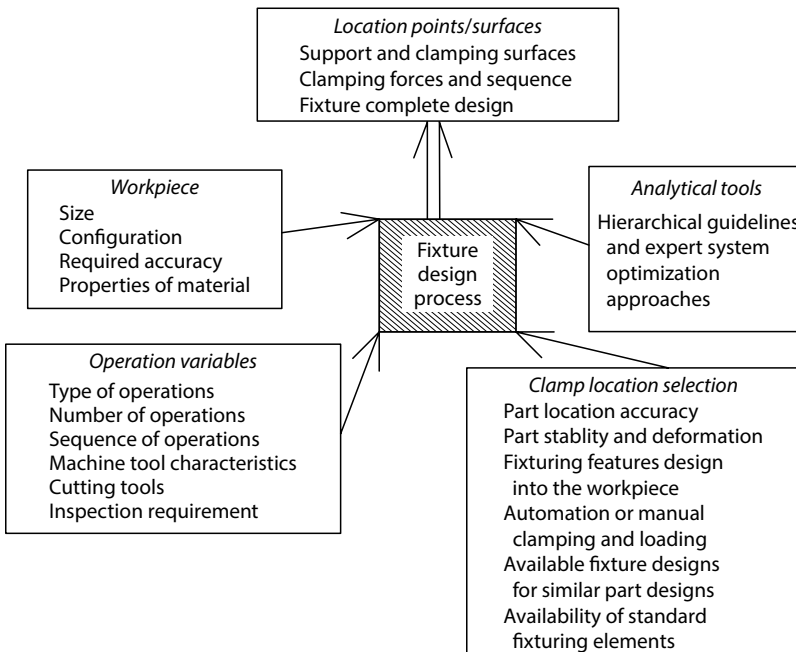 Location points/surfaces
Support and clamping surfaces
Clamping forces and sequence
Fixture complete design
Workpiece
Size
Configuration
Required accuracy
Properties of material
Analytical tools
Hierarchical guidelines
and expert system
optimization
approaches
Fixture
design
process
Operation variables
Type of operations
Number of operations
Sequence of operations
Machine tool characteristics
Cutting tools
Inspection requirement
Clamp location selection
Part location accuracy
Part stablity and deformation
Fixturing features design
into the workpiece
Automation or manual
clamping and loading
Available fixture designs
for similar part designs
Availability of standard
fixturing elements